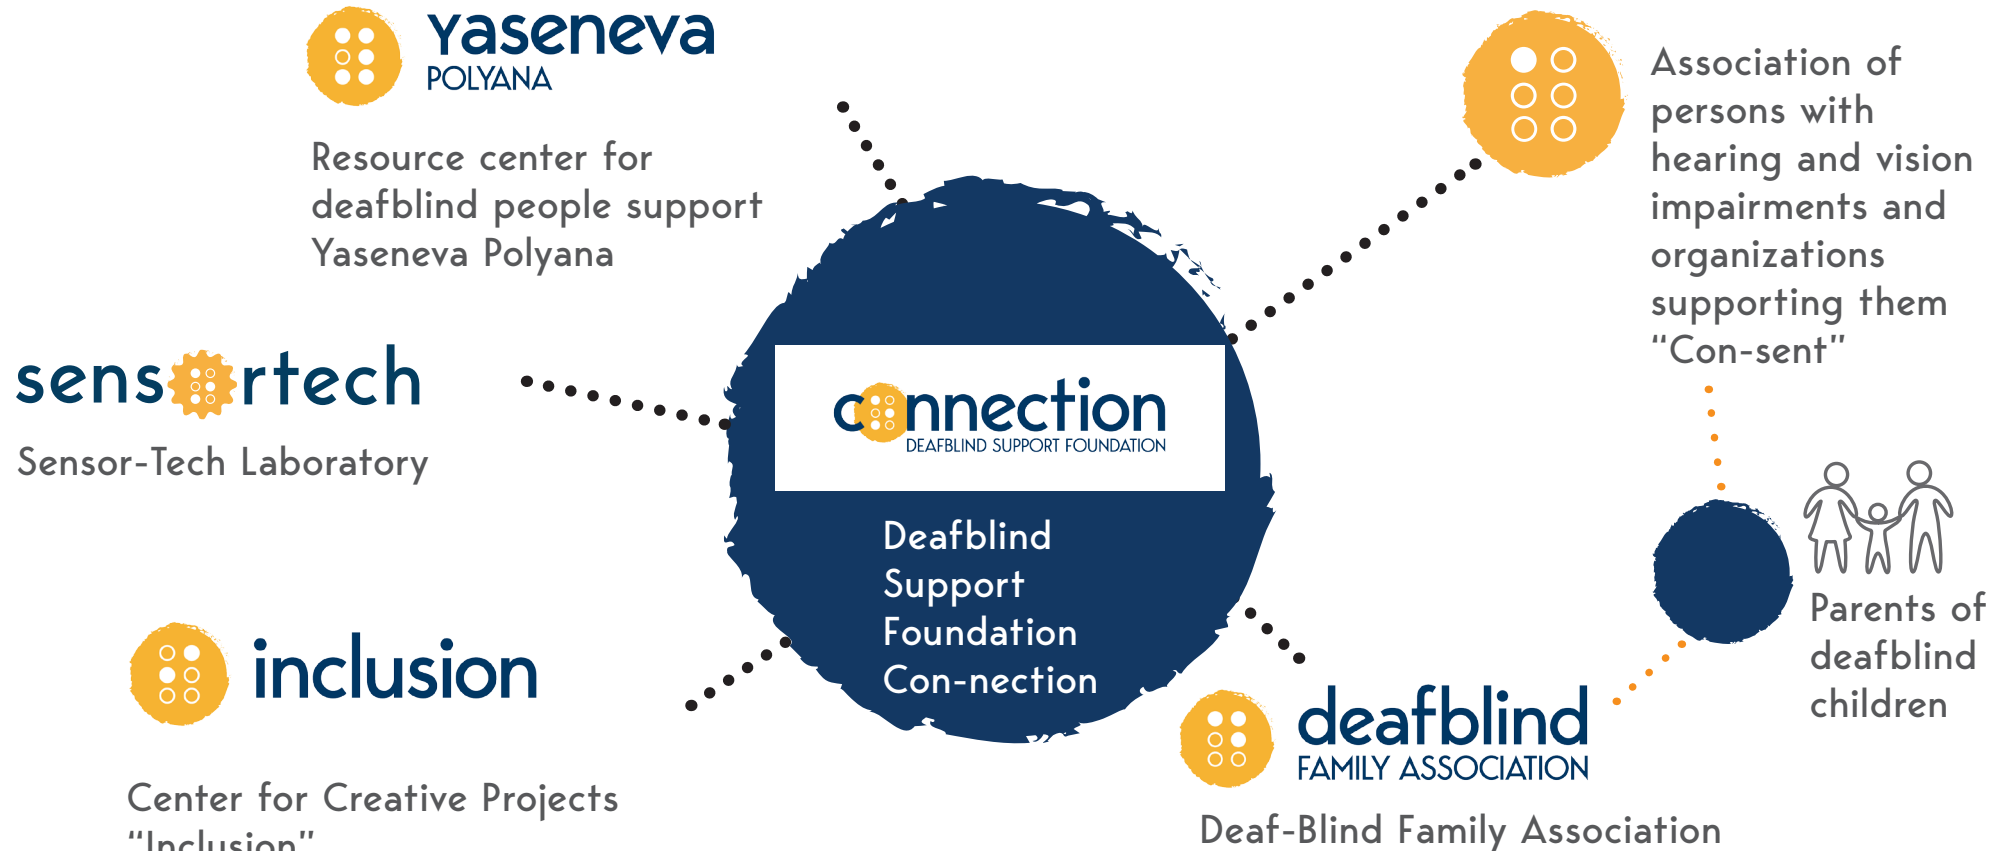 Yaseneva
POLYANA
Resource center for
deafblind people support
Yaseneva Polyana
Association of
persons with
hearing and vision
impairments and
organizations
supporting them
“Con-sent”
sensortech
Sensor-Tech Laboratory
connection
DEAFBLIND SUPPORT FOUNDATION
Deafblind
Support
Foundation
Con-nection
Parents of
deafblind
children
inclusion
Center for Creative Projects
“Inclusion”
deafblind
FAMILY ASSOCIATION
Deaf-Blind Family Association